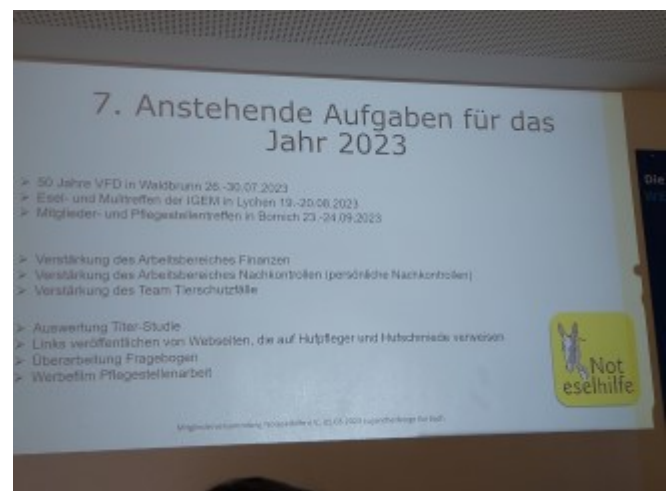 7. Anstehende Aufgaben für das
Jahr 2023
➢ 50 Jahre VFD in Waldbrunn 26.-30.07.2023
➢ Esel- und Mulitreffen der IGEM in Lychen 19.-20.08.2023
➢ Mitglieder- und Pflegestellentreffen in Bornich 23.-24.09.2023
➢ Verstärkung des Arbeitsbereiches Finanzen
➢ Verstärkung des Arbeitsbereiches Nachkontrollen (persönliche Nachkontrollen)
➢ Verstärkung des Team Tierschutzfälle
➢ Auswertung Titer-Studie
➢ Links veröffentlichen von Webseiten, die auf Hufpfleger und Hufschmiede verweisen
➢ Überarbeitung Fragebogen
➢ Werbefilm Pflegestellenarbeit
Not
eselhilfe
Die